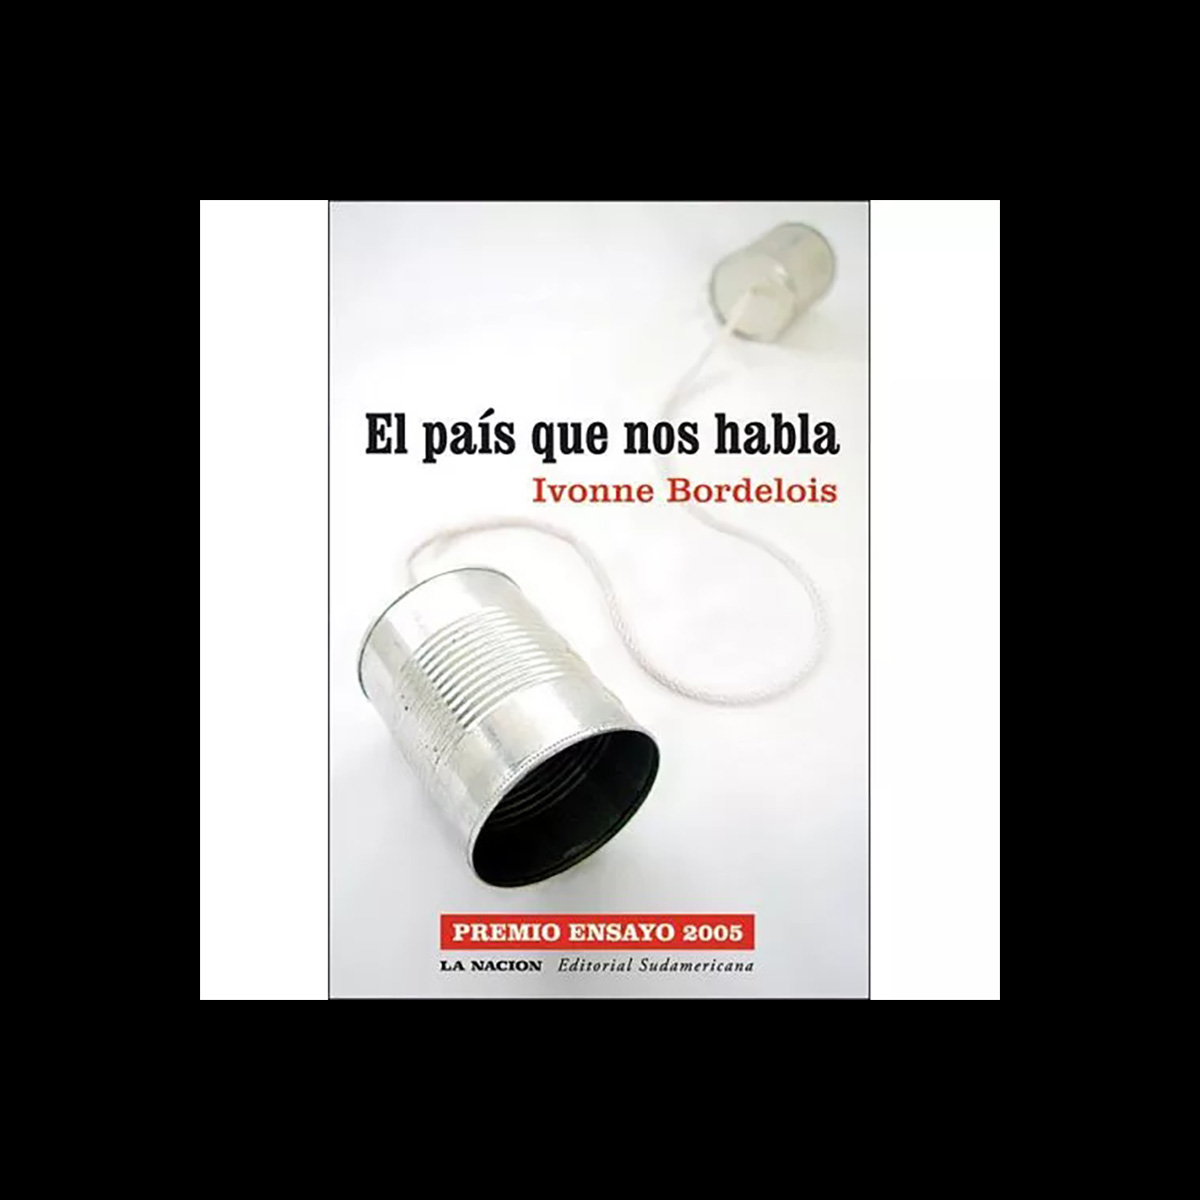 El país que nos habla
Ivonne Bordelois
PREMIO ENSAYO 2005
LA NACION Editorial Sudamericana